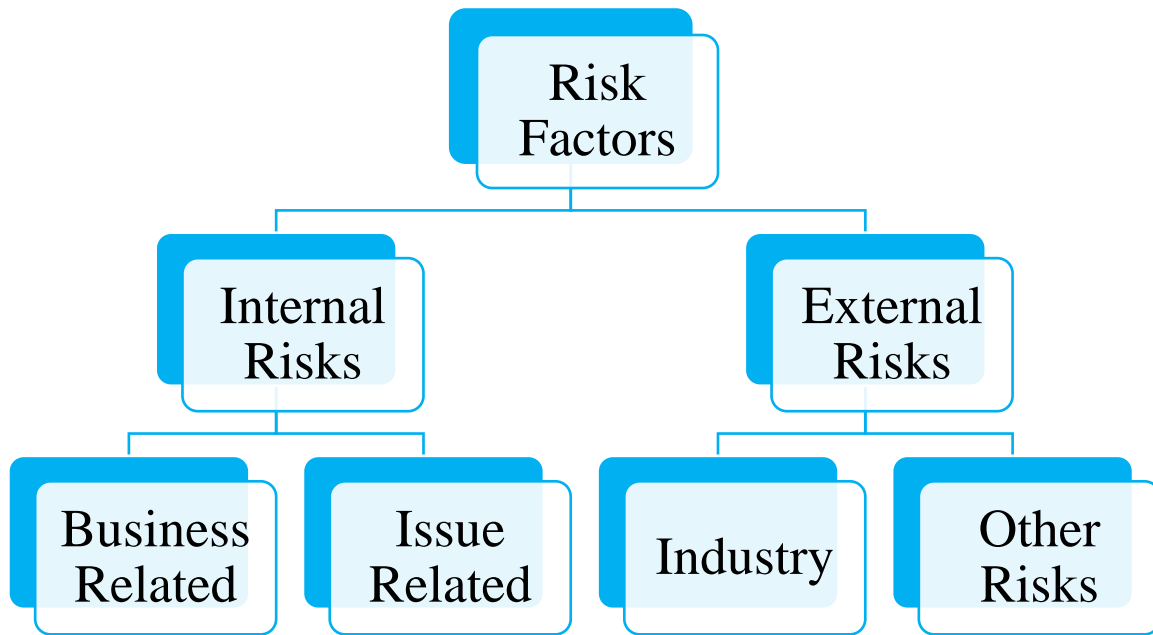 Risk
Factors
Internal
Risks
External
Risks
Business
Related
Issue
Related
Industry
Other
Risks